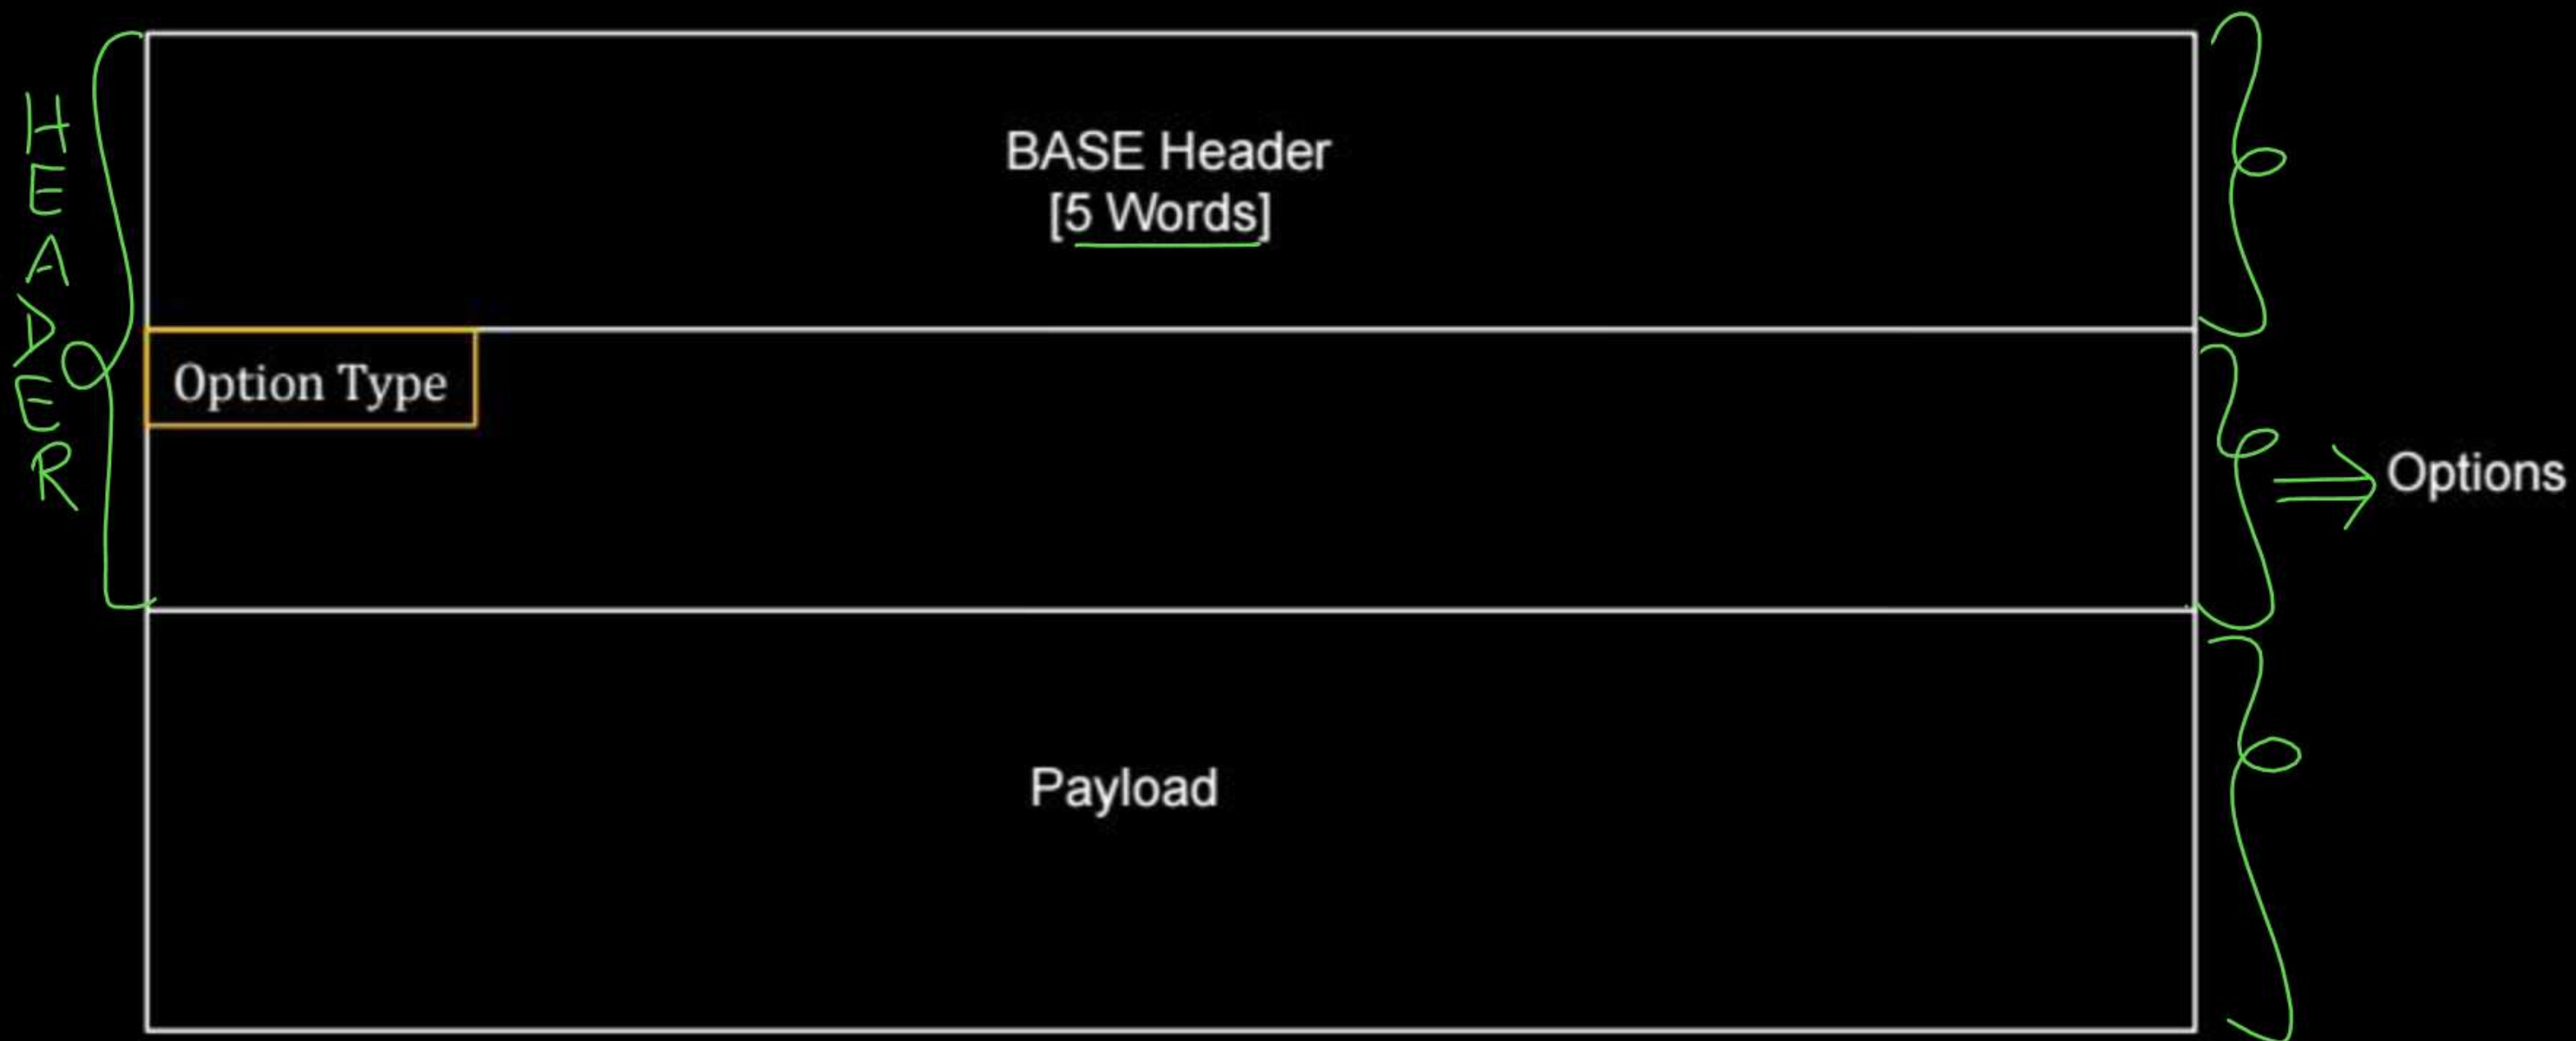 HEADER
BASE Header
[5 Words]
Option Type
Options
Payload